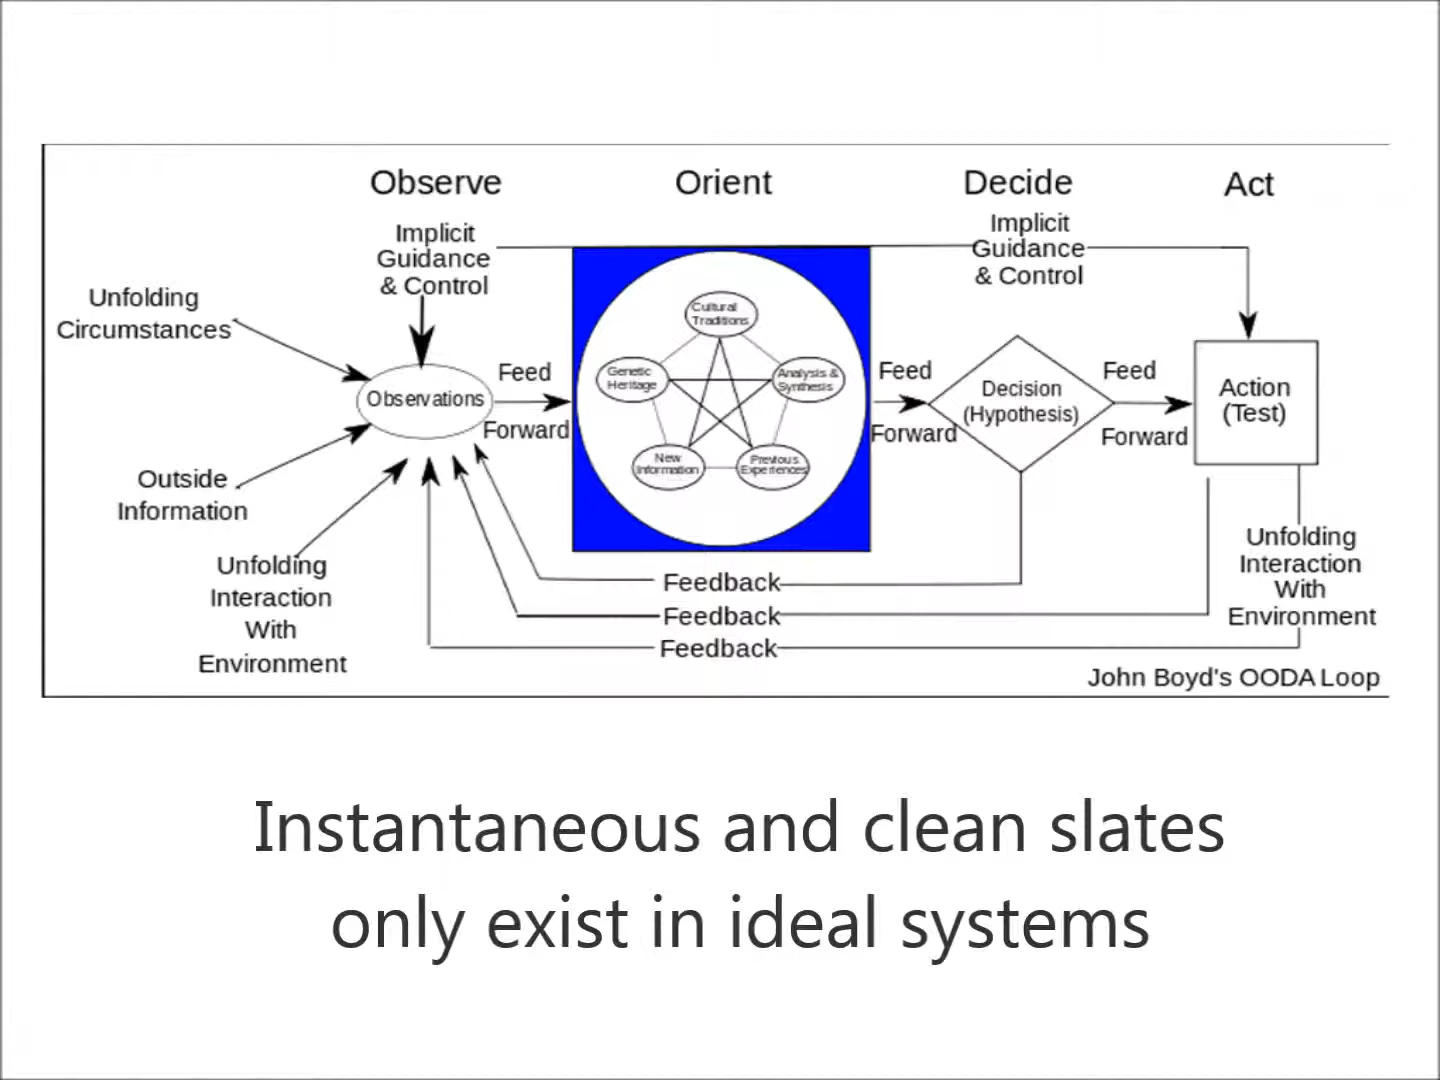 Observe
Orient
Decide
Act
Implicit
Guidance
& Control
Implicit
Guidance
& Control
Unfolding
Circumstances
Observations
Feed
Forward
Cultural
Traditions
Genetic
Heritage
Analysis &
Synthesis
New
Information
Previous
Experiences
Feed
Forward
Decision
(Hypothesis)
Feed
Forward
Action
(Test)
Outside
Information
Unfolding
Interaction
With
Environment
Feedback
Feedback
Feedback
Unfolding
Interaction
With
Environment
John Boyd's OODA Loop
Instantaneous and clean slates
only exist in ideal systems